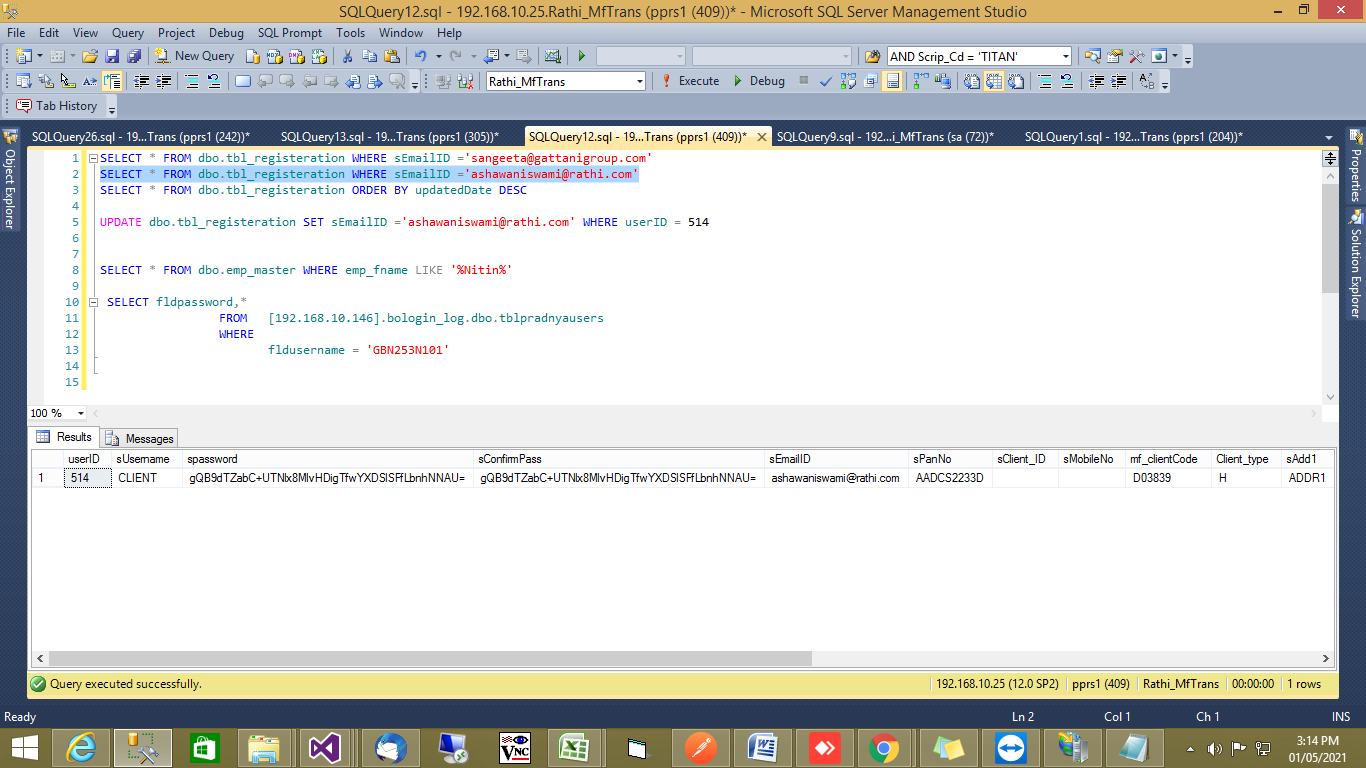 SQLQuery12.sql - 192.168.10.25.Rathi_MfTrans (pprs1 (409))* - Microsoft SQL Server Management Studio
File Edit View Query Project Debug SQL Prompt Tools Window Help
New Query AND Scrip_Cd = 'TITAN'
Rathi_MfTrans Execute Debug
Tab History
SQLQuery26.sql - 19...Trans (pprs1 (242))* SQLQuery13.sql - 19...Trans (pprs1 (305))* SQLQuery12.sql - 19...Trans (pprs1 (409))* SQLQuery9.sql - 192...i_MfTrans (sa (72))* SQLQuery1.sql - 192...Trans (pprs1 (204))*
Object Explorer
Properties
Solution Explorer
1 SELECT * FROM dbo.tbl_registeration WHERE sEmailID ='sangeeta@gattanigroup.com'
2 SELECT * FROM dbo.tbl_registeration WHERE sEmailID ='ashawaniswami@rathi.com'
3 SELECT * FROM dbo.tbl_registeration ORDER BY updatedDate DESC
4
5 UPDATE dbo.tbl_registeration SET sEmailID ='ashawaniswami@rathi.com' WHERE userID = 514
6
7
8 SELECT * FROM dbo.emp_master WHERE emp_fname LIKE '%Nitin%'
9
10 SELECT fldpassword,*
11 FROM [192.168.10.146].bologin_log.dbo.tblpradnyausers
12 WHERE
13 fldusername = 'GBN253N101'
14
15
100 %
Results Messages
userID sUsername spassword sConfirmPass sEmailID sPanNo sClient_ID sMobileNo mf_clientCode Client_type sAdd1
1 514 CLIENT gQB9dTZabC+UTNlx8MlvHDigTfwYXDSlSFfLbnhNNAU= gQB9dTZabC+UTNlx8MlvHDigTfwYXDSlSFfLbnhNNAU= ashawaniswami@rathi.com AADCS2233D D03839 H ADDR1
Query executed successfully. 192.168.10.25 (12.0 SP2) pprs1 (409) Rathi_MfTrans 00:00:00 1 rows
Ready Ln 2 Col 1 Ch 1 INS
3:14 PM
01/05/2021